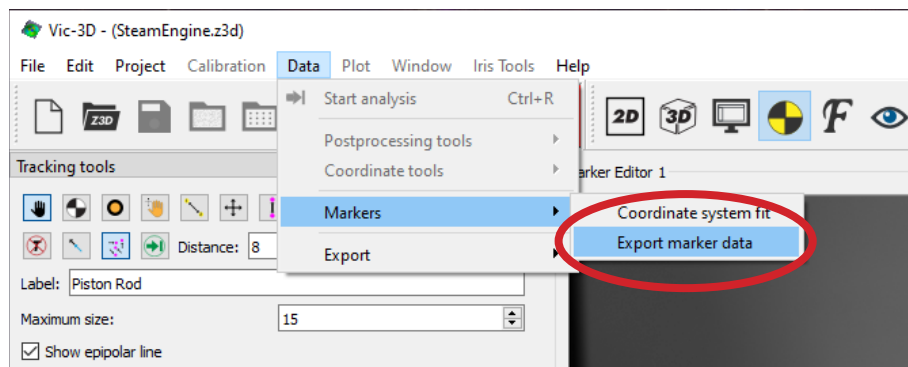 Vic-3D - (SteamEngine.z3d)
File Edit Project Calibration Data Plot Window Iris Tools Help
Start analysis Ctrl+R
Z3D
2D
3D
F
Postprocessing tools
Tracking tools
Coordinate tools
arker Editor 1
Markers
Coordinate system fit
Export marker data
Distance: 8
Export
Label: Piston Rod
Maximum size: 15
Show epipolar line